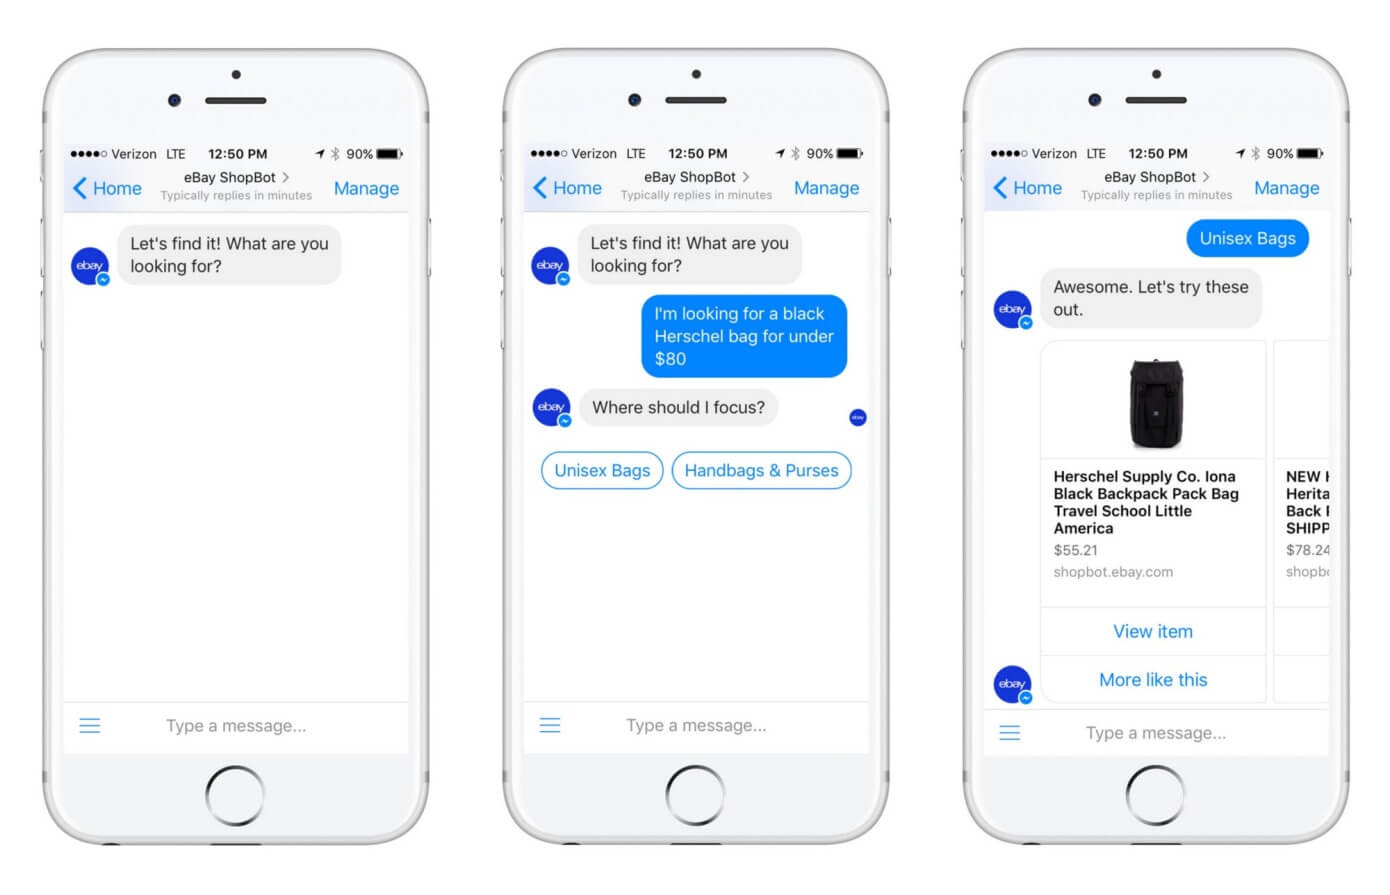 Verizon LTE 12:50 PM 90%
Home
eBay ShopBot
Typically replies in minutes
Manage
ebay
Let's find it! What are you
looking for?
Type a message...
Verizon LTE 12:50 PM 90%
Home
eBay ShopBot
Typically replies in minutes
Manage
ebay
Let's find it! What are you
looking for?
I'm looking for a black
Herschel bag for under
$80
ebay
Where should I focus?
ebay
Unisex Bags
Handbags & Purses
Type a message...
Verizon LTE 12:50 PM 90%
Home
eBay ShopBot
Typically replies in minutes
Manage
Unisex Bags
ebay
Awesome. Let's try these
out.
Herschel Supply Co. Iona
Black Backpack Pack Bag
Travel School Little
America
$55.21
shopbot.ebay.com
View item
More like this
NEW
Herita
Back
SHIPP
$78.24
shopb
ebay
Type a message...